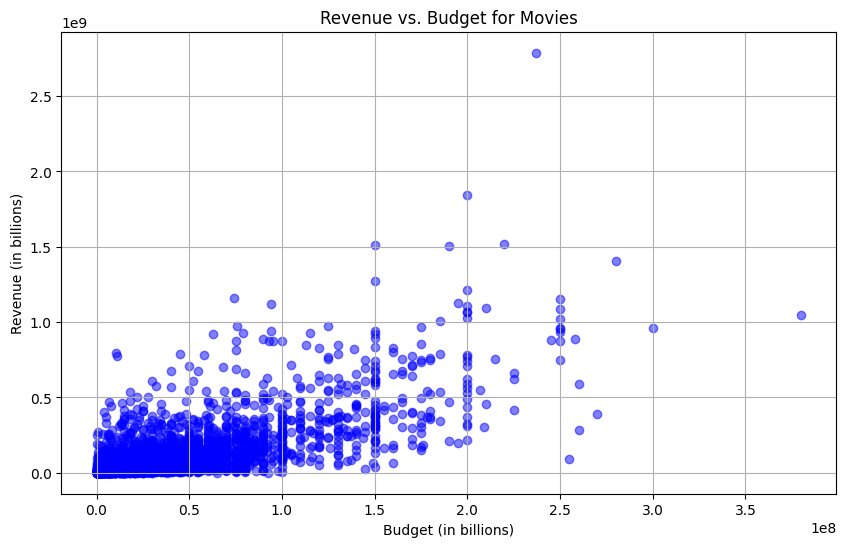 Revenue vs. Budget for Movies
1e9
2.5
2.0
1.5
1.0
0.5
0.0
Revenue (in billions)
0.0 0.5 1.0 1.5 2.0 2.5 3.0 3.5
1e8
Budget (in billions)